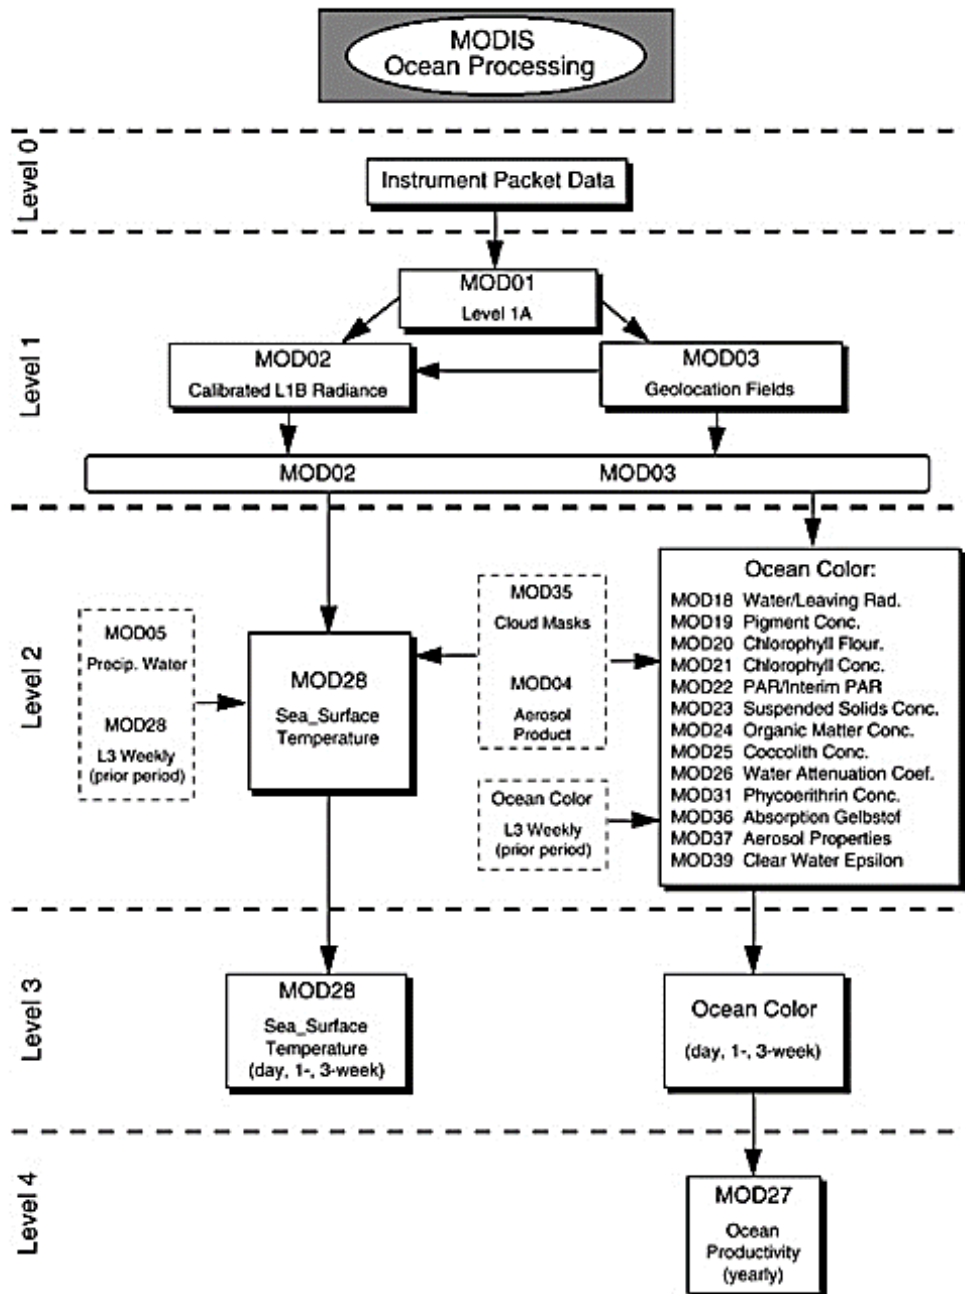 MODIS
Ocean Processing
Level 0
Instrument Packet Data
Level 1
MOD01
Level 1A
MOD02
Calibrated L1B Radiance
MOD03
Geolocation Fields
MOD02
MOD03
Level 2
MOD05
Precip. Water
MOD28
L3 Weekly
(prior period)
MOD28
Sea_Surface
Temperature
MOD35
Cloud Masks
MOD04
Aerosol
Product
Ocean Color
L3 Weekly
(prior period)
Ocean Color:
MOD18 Water/Leaving Rad.
MOD19 Pigment Conc.
MOD20 Chlorophyll Flour.
MOD21 Chlorophyll Conc.
MOD22 PAR/Interim PAR
MOD23 Suspended Solids Conc.
MOD24 Organic Matter Conc.
MOD25 Coccolith Conc.
MOD26 Water Attenuation Coef.
MOD31 Phycoerithrin Conc.
MOD36 Absorption Gelbstof
MOD37 Aerosol Properties
MOD39 Clear Water Epsilon
Level 3
MOD28
Sea_Surface
Temperature
(day, 1-, 3-week)
Ocean Color
(day, 1-, 3-week)
Level 4
MOD27
Ocean
Productivity
(yearly)